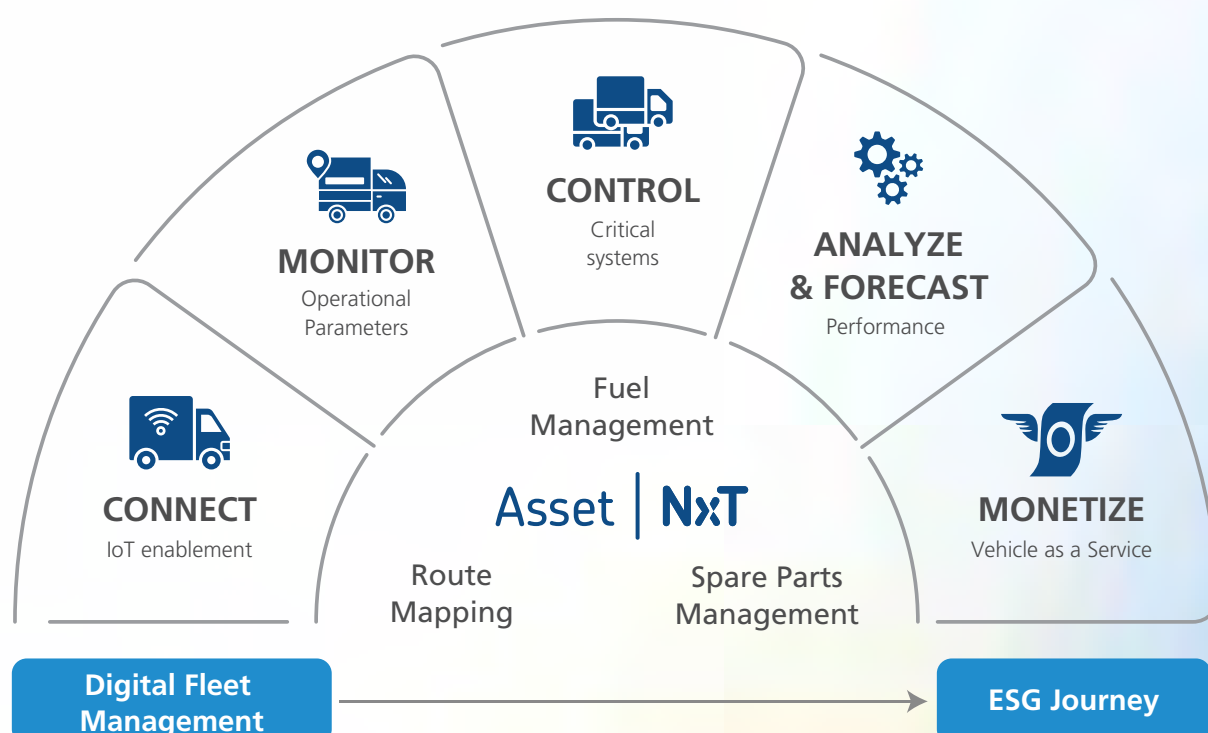 CONTROL
Critical
systems
MONITOR
Operational
Parameters
ANALYZE
& FORECAST
Performance
CONNECT
IoT enablement
MONETIZE
Vehicle as a Service
Fuel
Management
Asset | NxT
Route
Mapping
Spare Parts
Management
Digital Fleet
Management
ESG Journey